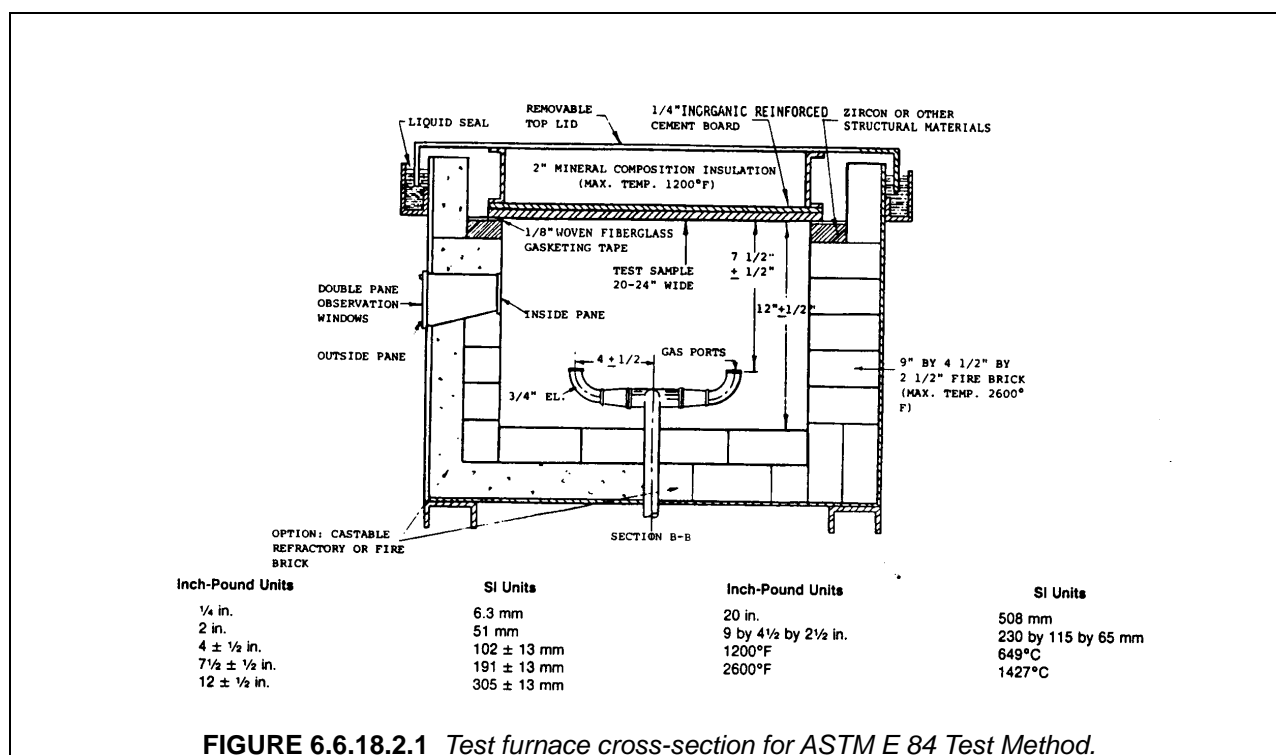 LIQUID SEAL
REMOVABLE
TOP LID
1/4" INORGANIC REINFORCED
CEMENT BOARD
ZIRCON OR OTHER
STRUCTURAL MATERIALS
2" MINERAL COMPOSITION INSULATION
(MAX. TEMP. 1200°F)
1/8" WOVEN FIBERGLASS
GASKETING TAPE
TEST SAMPLE
20-24" WIDE
7 1/2"
± 1/2"
12"±1/2"
DOUBLE PANE
OBSERVATION
WINDOWS
INSIDE PANE
OUTSIDE PANE
4 ± 1/2
GAS PORTS
3/4" EL.
9" BY 4 1/2" BY
2 1/2" FIRE BRICK
(MAX. TEMP. 2600°
F)
OPTION: CASTABLE
REFRACTORY OR FIRE
BRICK
SECTION B-B
Inch-Pound Units SI Units Inch-Pound Units SI Units
¼ in. 6.3 mm 20 in. 508 mm
2 in. 51 mm 9 by 4½ by 2½ in. 230 by 115 by 65 mm
4 ± ½ in. 102 ± 13 mm 1200°F 649°C
7½ ± ½ in. 191 ± 13 mm 2600°F 1427°C
12 ± ½ in. 305 ± 13 mm
FIGURE 6.6.18.2.1 Test furnace cross-section for ASTM E 84 Test Method.